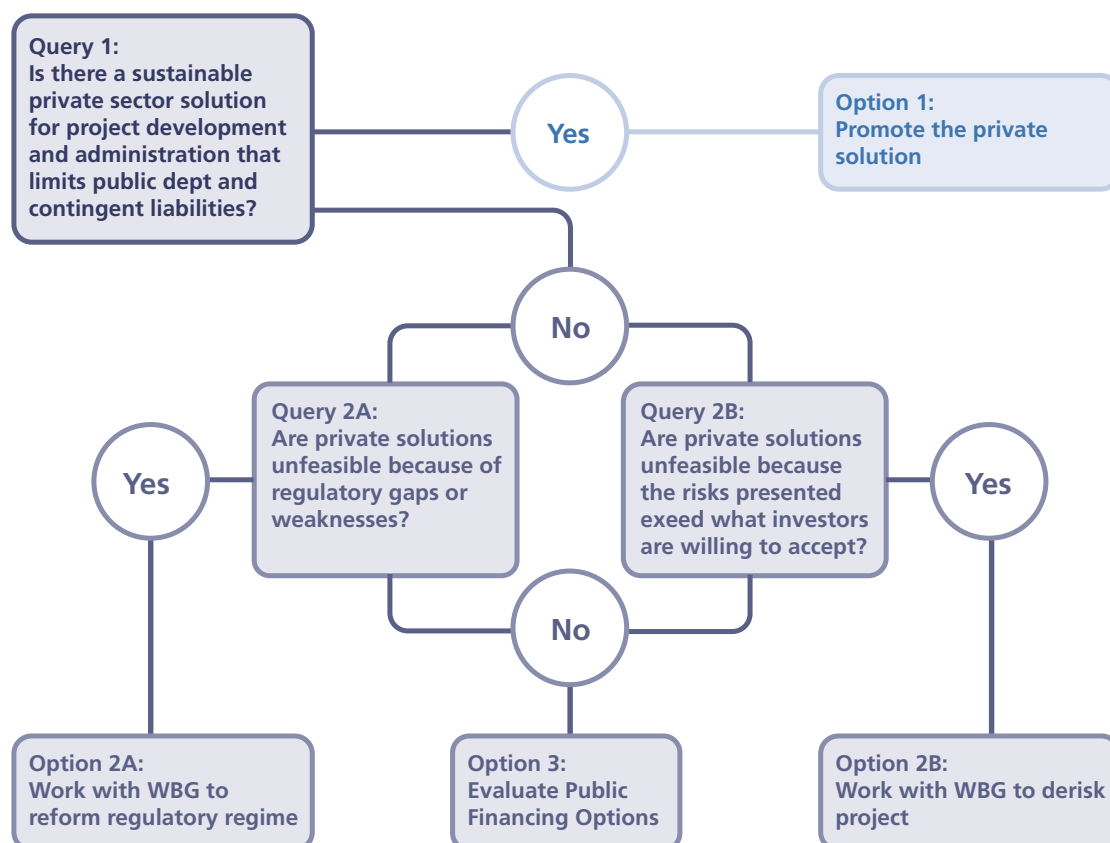 Query 1:
Is there a sustainable
private sector solution
for project development
and administration that
limits public dept and
contingent liabilities?
Yes
Option 1:
Promote the private
solution
No
Query 2A:
Are private solutions
unfeasible because of
regulatory gaps or
weaknesses?
Query 2B:
Are private solutions
unfeasible because
the risks presented
exeed what investors
are willing to accept?
Yes
Yes
No
Option 2A:
Work with WBG to
reform regulatory regime
Option 3:
Evaluate Public
Financing Options
Option 2B:
Work with WBG to derisk
project